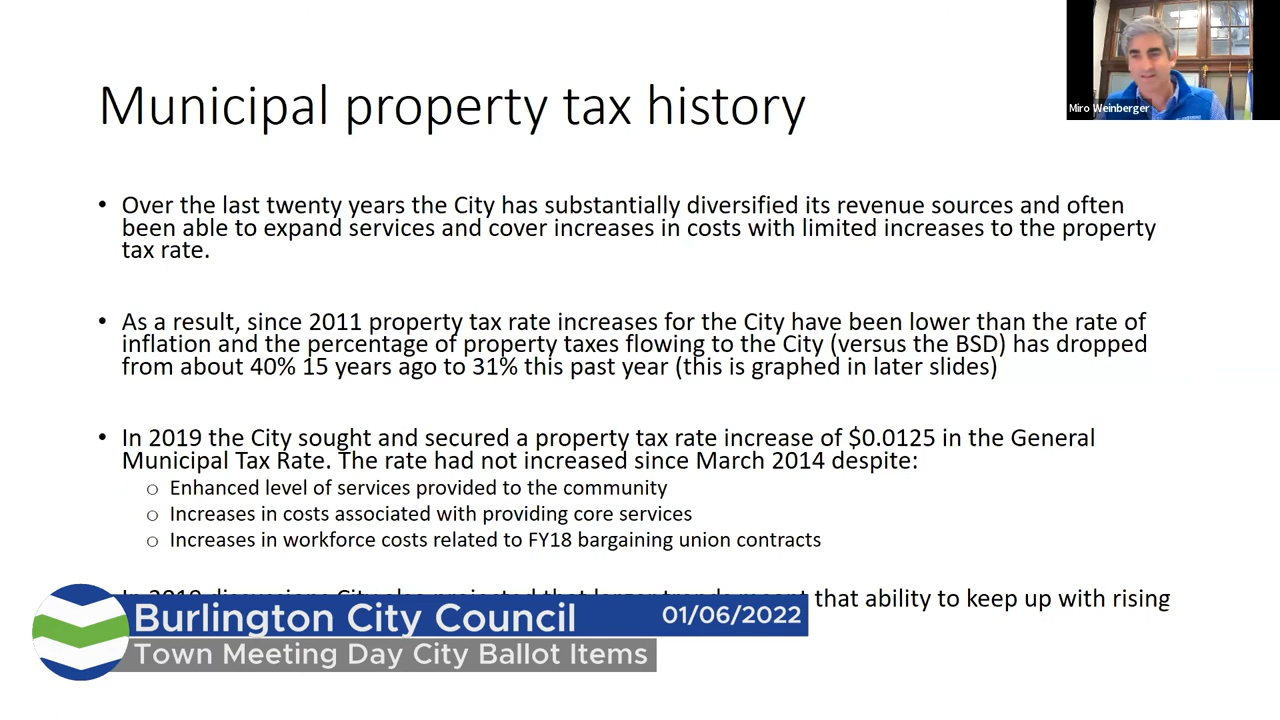 Miro Weinberger
Municipal property tax history
• Over the last twenty years the City has substantially diversified its revenue sources and often
been able to expand services and cover increases in costs with limited increases to the property
tax rate.
• As a result, since 2011 property tax rate increases for the City have been lower than the rate of
inflation and the percentage of property taxes flowing to the City (versus the BSD) has dropped
from about 40% 15 years ago to 31% this past year (this is graphed in later slides)
• In 2019 the City sought and secured a property tax rate increase of $0.0125 in the General
Municipal Tax Rate. The rate had not increased since March 2014 despite:
○ Enhanced level of services provided to the community
○ Increases in costs associated with providing core services
○ Increases in workforce costs related to FY18 bargaining union contracts
that ability to keep up with rising
Burlington City Council 01/06/2022
Town Meeting Day City Ballot Items